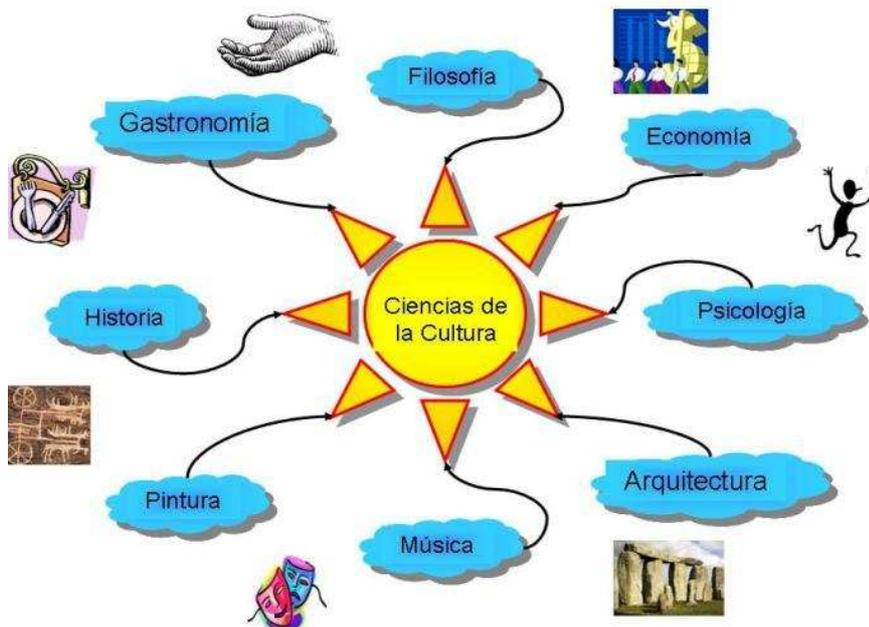 Filosofía
Gastronomía
Economía
Historia
Ciencias de
la Cultura
Psicología
Pintura
Música
Arquitectura